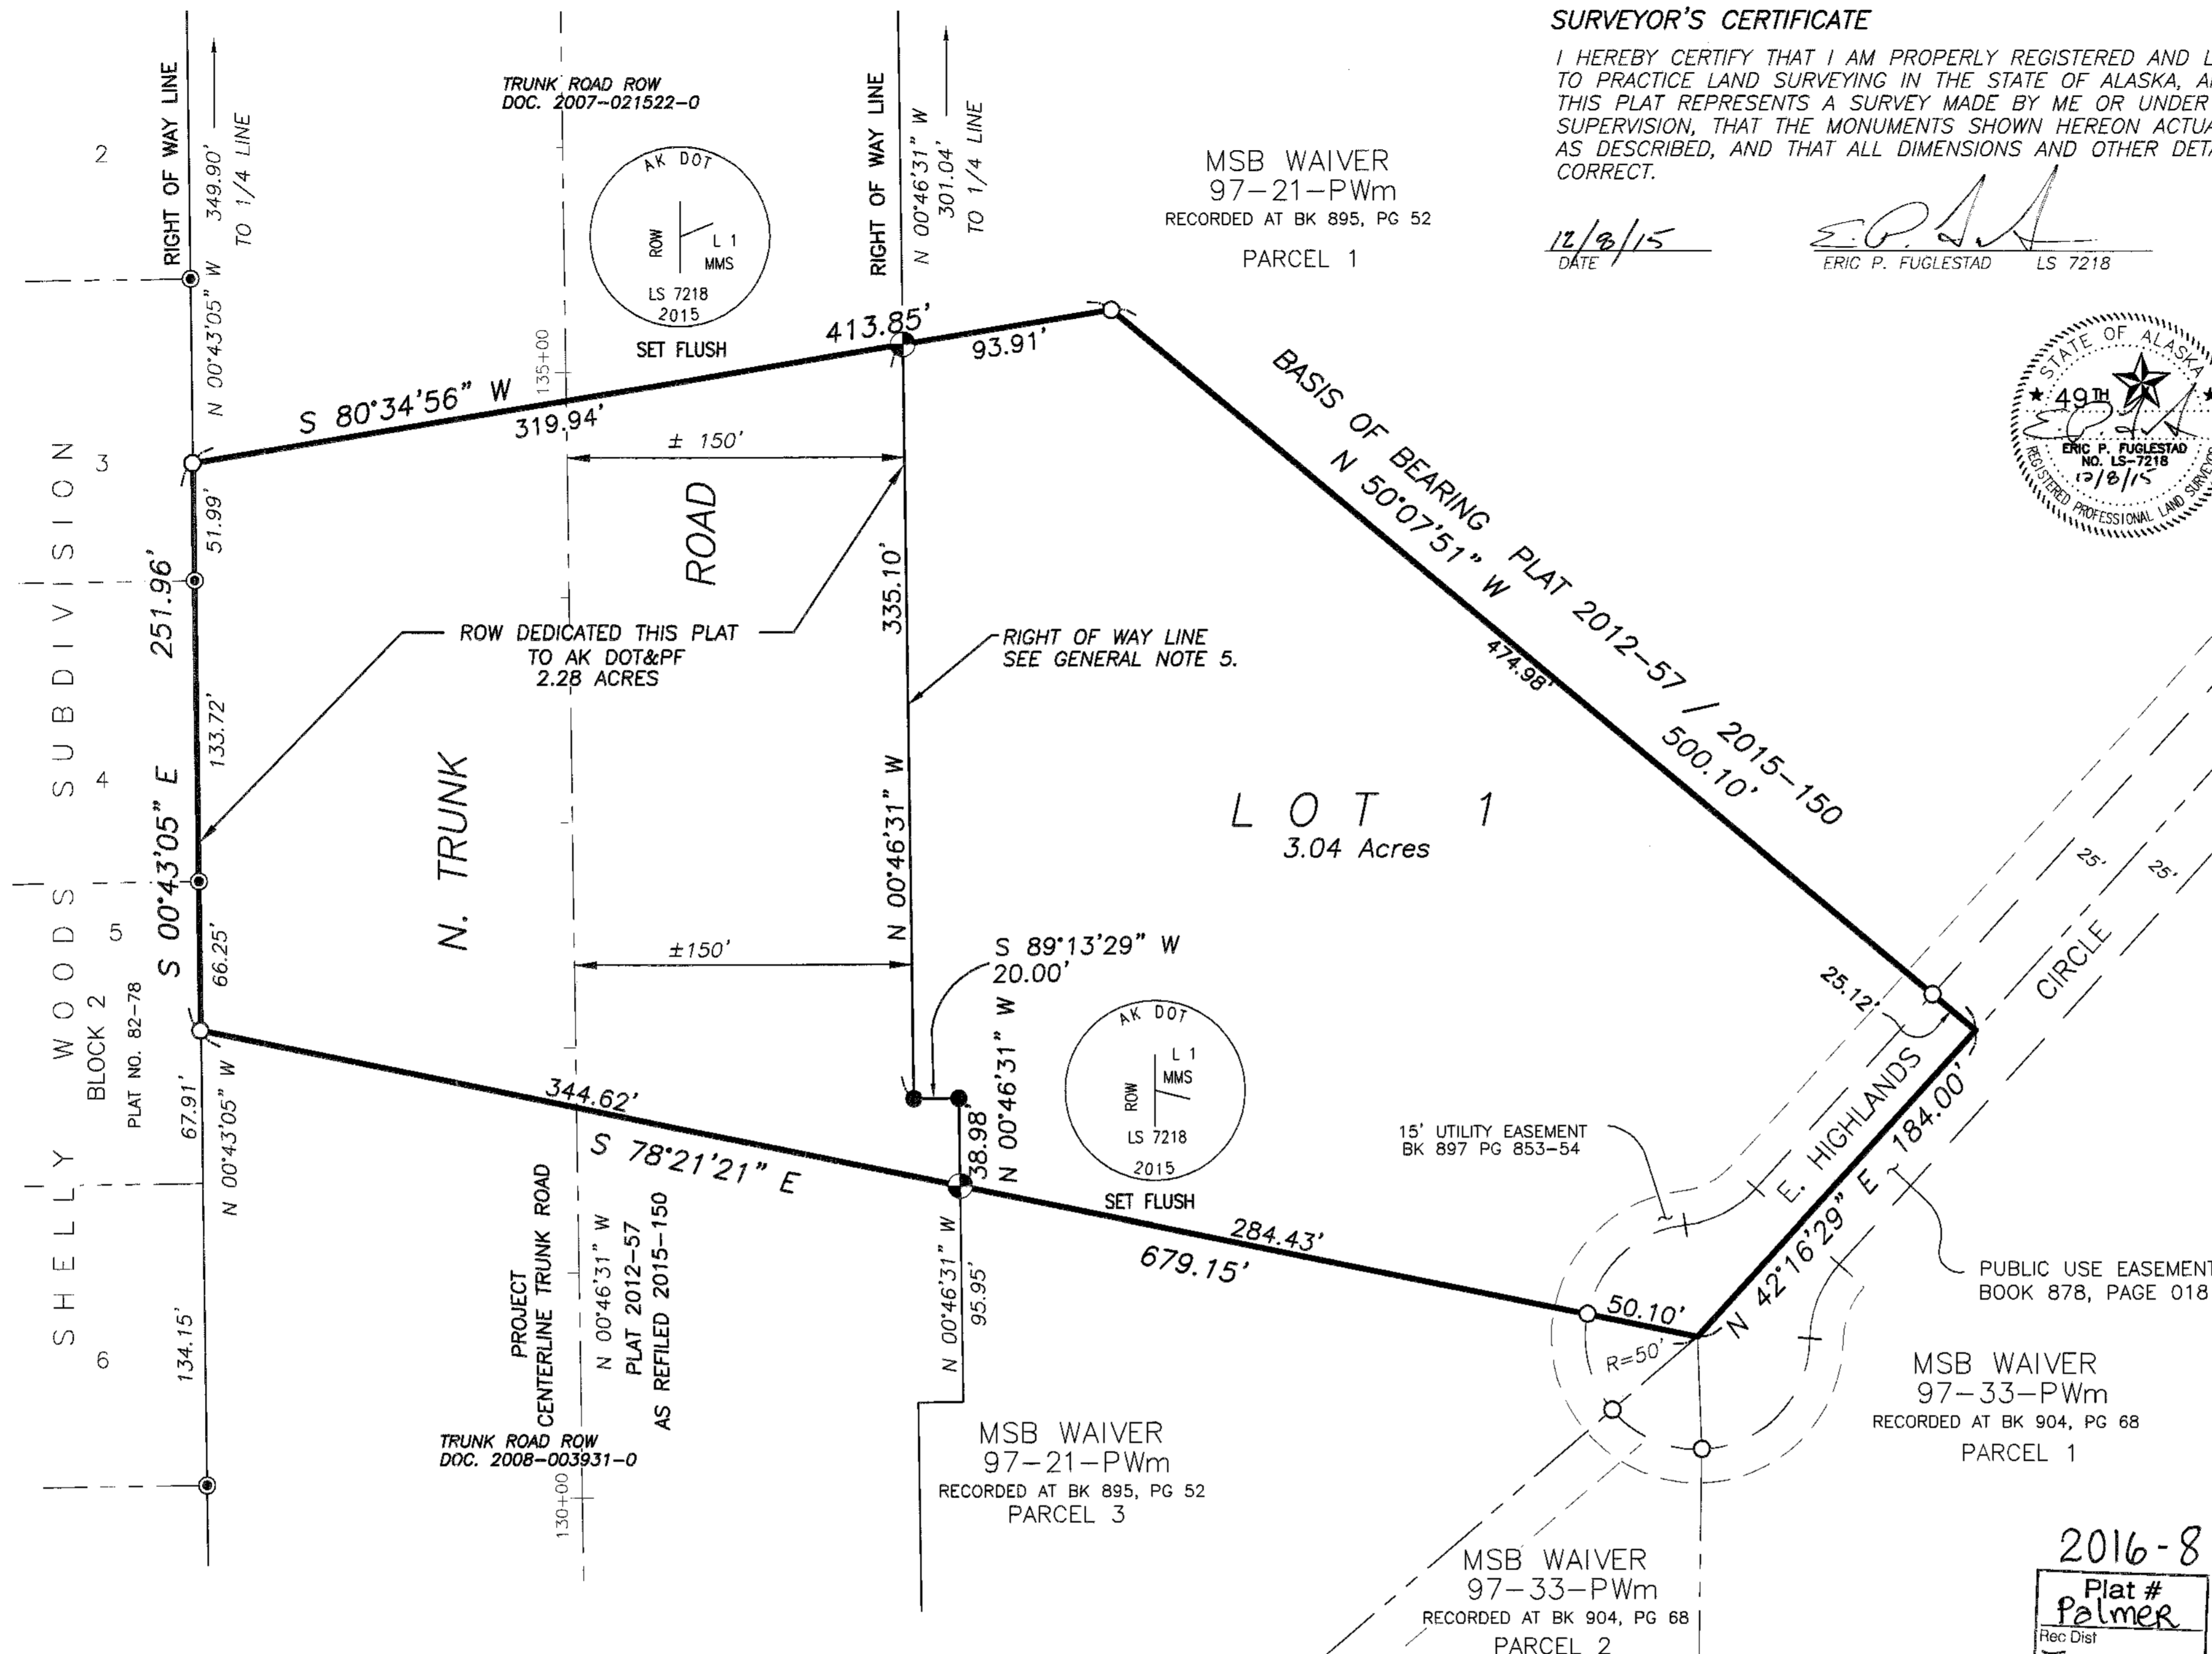 SURVEYOR'S CERTIFICATE
I HEREBY CERTIFY THAT I AM PROPERLY REGISTERED AND L
TO PRACTICE LAND SURVEYING IN THE STATE OF ALASKA, A
THIS PLAT REPRESENTS A SURVEY MADE BY ME OR UNDER
SUPERVISION, THAT THE MONUMENTS SHOWN HEREON ACTUA
AS DESCRIBED, AND THAT ALL DIMENSIONS AND OTHER DETA
CORRECT.
12/8/15
DATE
ERIC P. FUGLESTAD LS 7218
STATE OF ALASKA
49TH
ERIC P. FUGLESTAD
NO. LS-7218
12/8/15
REGISTERED PROFESSIONAL LAND SURVEYOR
RIGHT OF WAY LINE
349.90'
TO 1/4 LINE
N 00°43'05" W
TRUNK ROAD ROW
DOC. 2007-021522-0
AK DOT
ROW
L 1
MMS
LS 7218
2015
SET FLUSH
135+00
RIGHT OF WAY LINE
N 00°46'31" W
301.04'
TO 1/4 LINE
MSB WAIVER
97-21-PWm
RECORDED AT BK 895, PG 52
PARCEL 1
413.85'
93.91'
S 80°34'56" W
319.94'
± 150'
BASIS OF BEARING PLAT 2012-57 / 2015-150
N 50°07'51" W
500.10'
474.98'
2
3
4
5
6
SHELLY WOODS SUBDIVISION
BLOCK 2
PLAT NO. 82-78
51.99'
251.96'
133.72'
S 00°43'05" E
66.25'
67.91'
N 00°43'05" W
134.15'
N. TRUNK ROAD
ROW DEDICATED THIS PLAT
TO AK DOT&PF
2.28 ACRES
335.10'
N 00°46'31" W
RIGHT OF WAY LINE
SEE GENERAL NOTE 5.
LOT 1
3.04 Acres
±150'
S 89°13'29" W
20.00'
38.98'
N 00°46'31" W
AK DOT
L 1
MMS
ROW
LS 7218
2015
SET FLUSH
344.62'
S 78°21'21" E
284.43'
679.15'
50.10'
R=50'
N 00°46'31" W
95.95'
PROJECT
CENTERLINE TRUNK ROAD
N 00°46'31" W
PLAT 2012-57
AS REFILED 2015-150
TRUNK ROAD ROW
DOC. 2008-003931-0
130+00
25'
25'
25.12'
E. HIGHLANDS CIRCLE
N 42°16'29" E 184.00'
15' UTILITY EASEMENT
BK 897 PG 853-54
PUBLIC USE EASEMENT
BOOK 878, PAGE 018
MSB WAIVER
97-33-PWm
RECORDED AT BK 904, PG 68
PARCEL 1
MSB WAIVER
97-21-PWm
RECORDED AT BK 895, PG 52
PARCEL 3
MSB WAIVER
97-33-PWm
RECORDED AT BK 904, PG 68
PARCEL 2
2016-8
Plat #
Palmer
Rec Dist